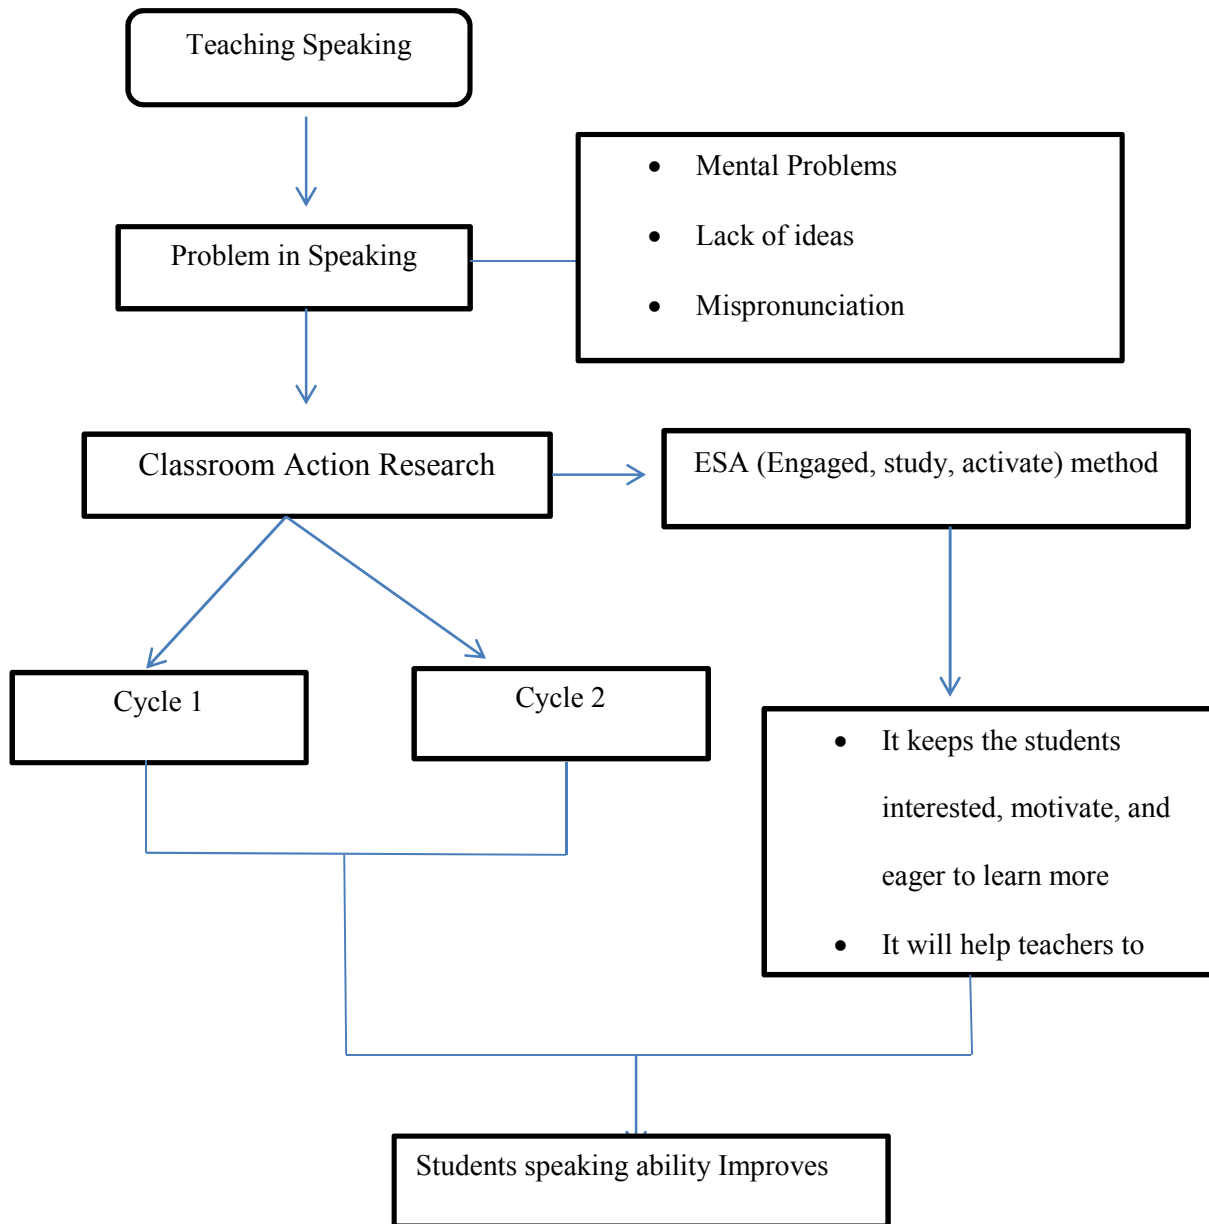 Teaching Speaking
• Mental Problems
• Lack of ideas
• Mispronunciation
Problem in Speaking
Classroom Action Research
ESA (Engaged, study, activate) method
Cycle 1
Cycle 2
• It keeps the students
interested, motivate, and
eager to learn more
• It will help teachers to
Students speaking ability Improves